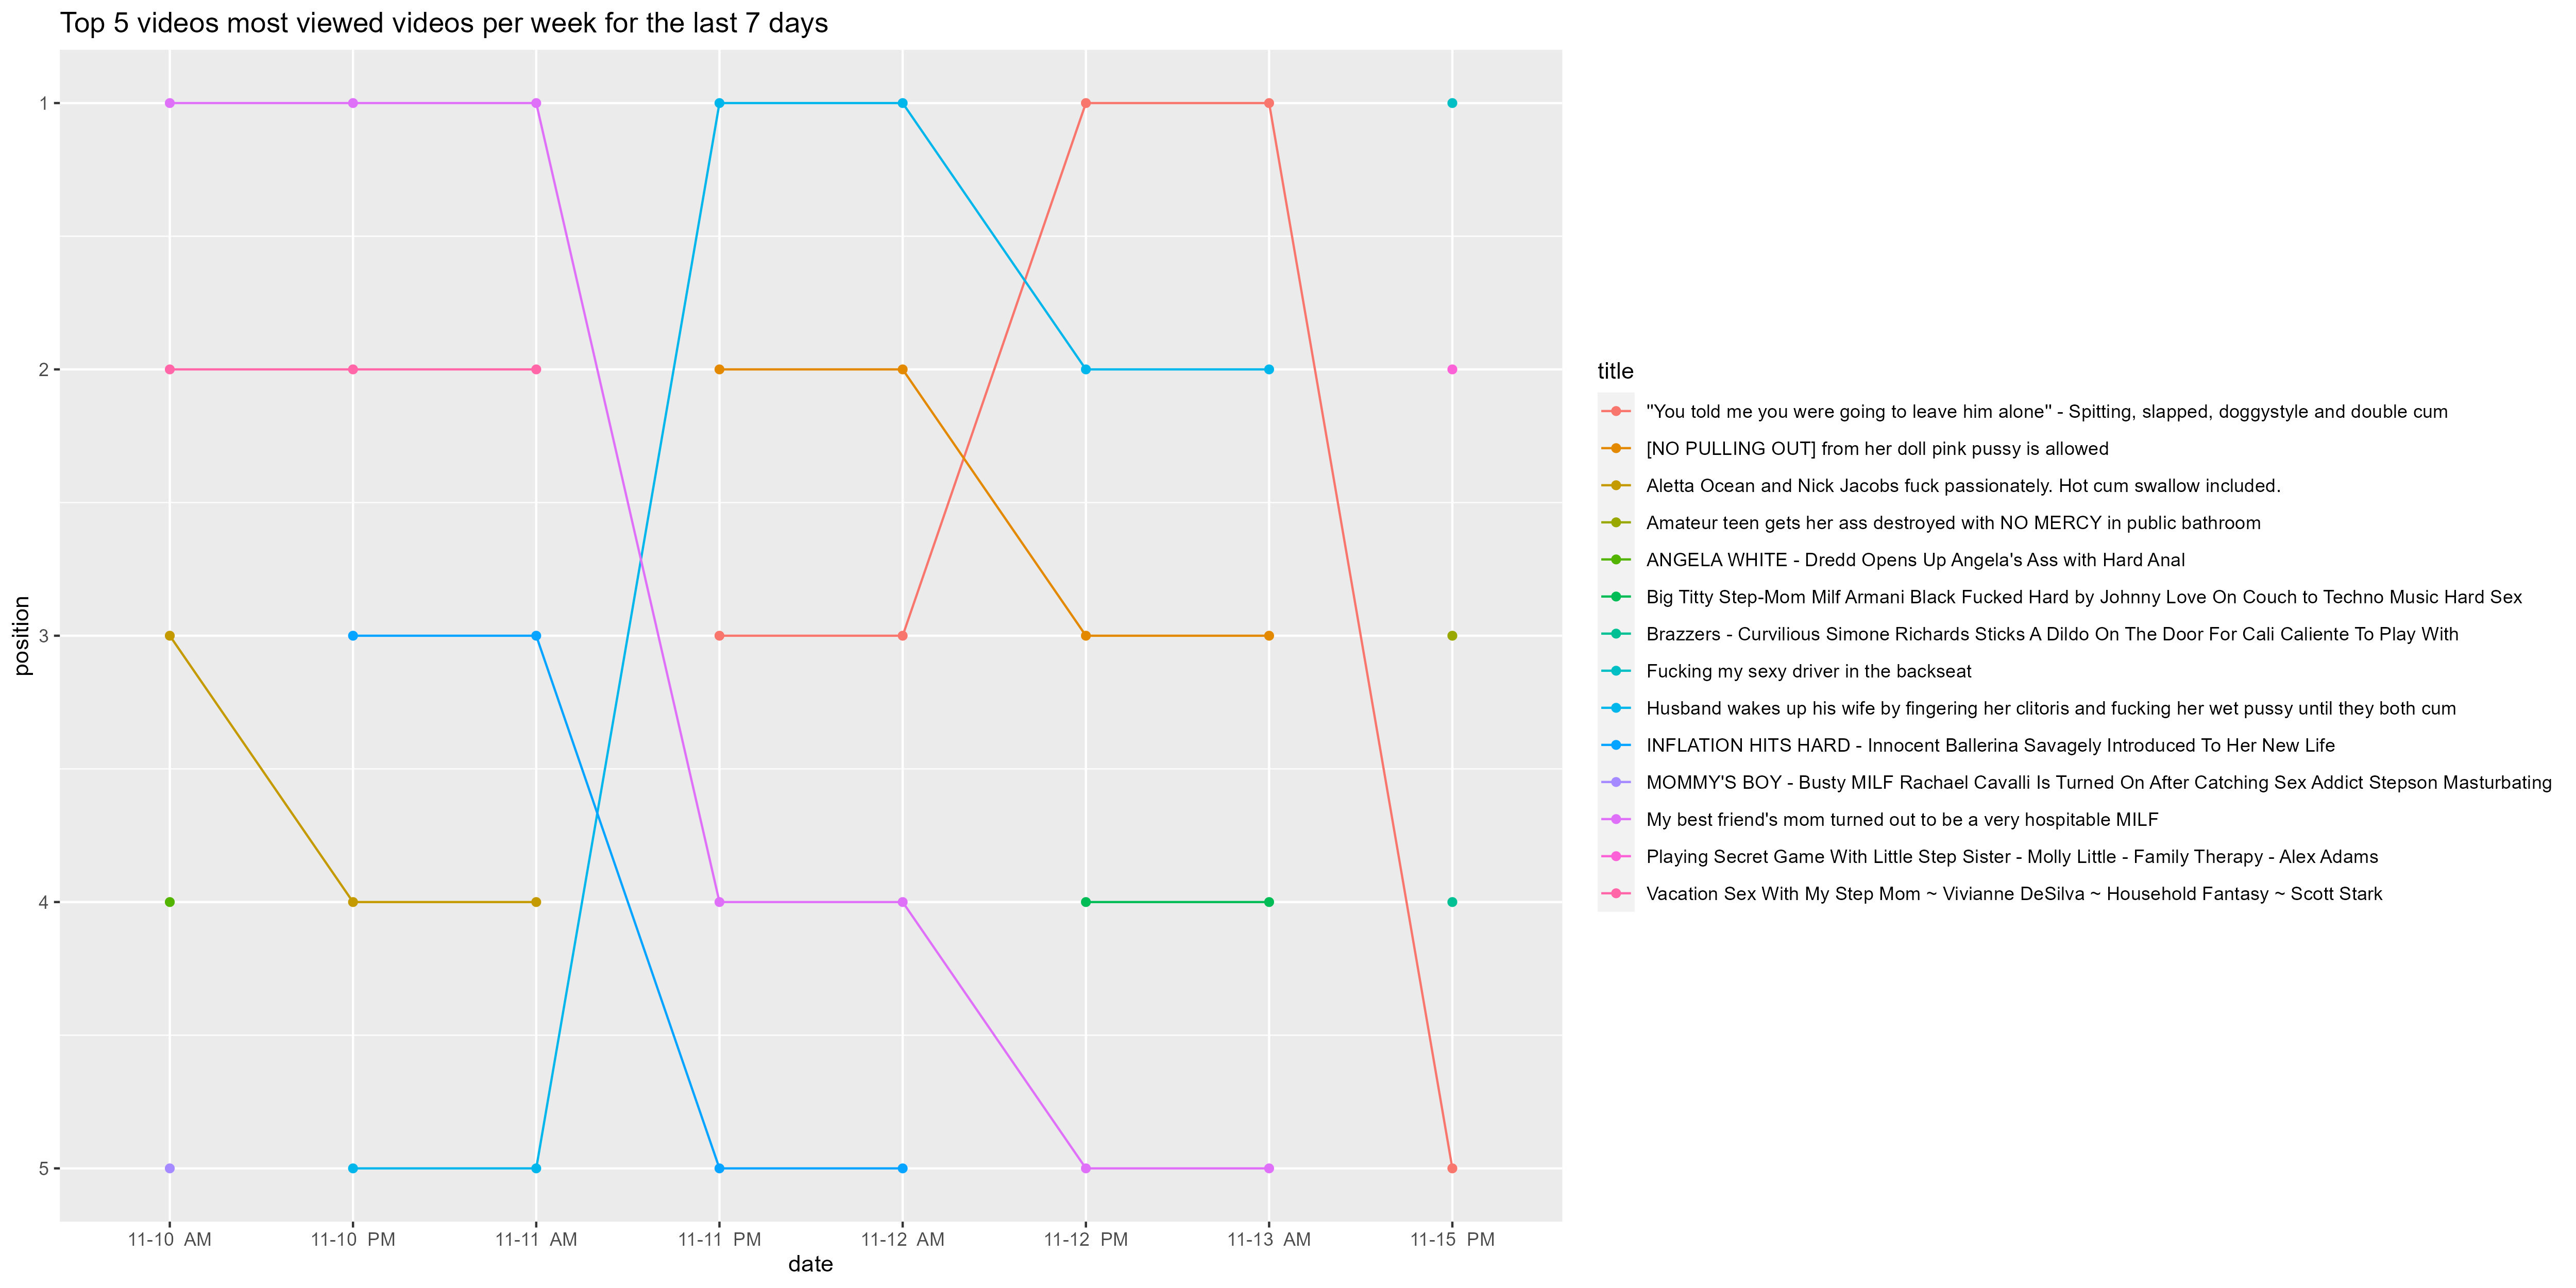 Top 5 videos most viewed videos per week for the last 7 days
position
1
2
3
4
5
11-10 AM
11-10 PM
11-11 AM
11-11 PM
11-12 AM
11-12 PM
11-13 AM
11-15 PM
date
title
"You told me you were going to leave him alone" - Spitting, slapped, doggystyle and double cum
[NO PULLING OUT] from her doll pink pussy is allowed
Aletta Ocean and Nick Jacobs fuck passionately. Hot cum swallow included.
Amateur teen gets her ass destroyed with NO MERCY in public bathroom
ANGELA WHITE - Dredd Opens Up Angela's Ass with Hard Anal
Big Titty Step-Mom Milf Armani Black Fucked Hard by Johnny Love On Couch to Techno Music Hard Sex
Brazzers - Curvilious Simone Richards Sticks A Dildo On The Door For Cali Caliente To Play With
Fucking my sexy driver in the backseat
Husband wakes up his wife by fingering her clitoris and fucking her wet pussy until they both cum
INFLATION HITS HARD - Innocent Ballerina Savagely Introduced To Her New Life
MOMMY'S BOY - Busty MILF Rachael Cavalli Is Turned On After Catching Sex Addict Stepson Masturbating
My best friend's mom turned out to be a very hospitable MILF
Playing Secret Game With Little Step Sister - Molly Little - Family Therapy - Alex Adams
Vacation Sex With My Step Mom ~ Vivianne DeSilva ~ Household Fantasy ~ Scott Stark